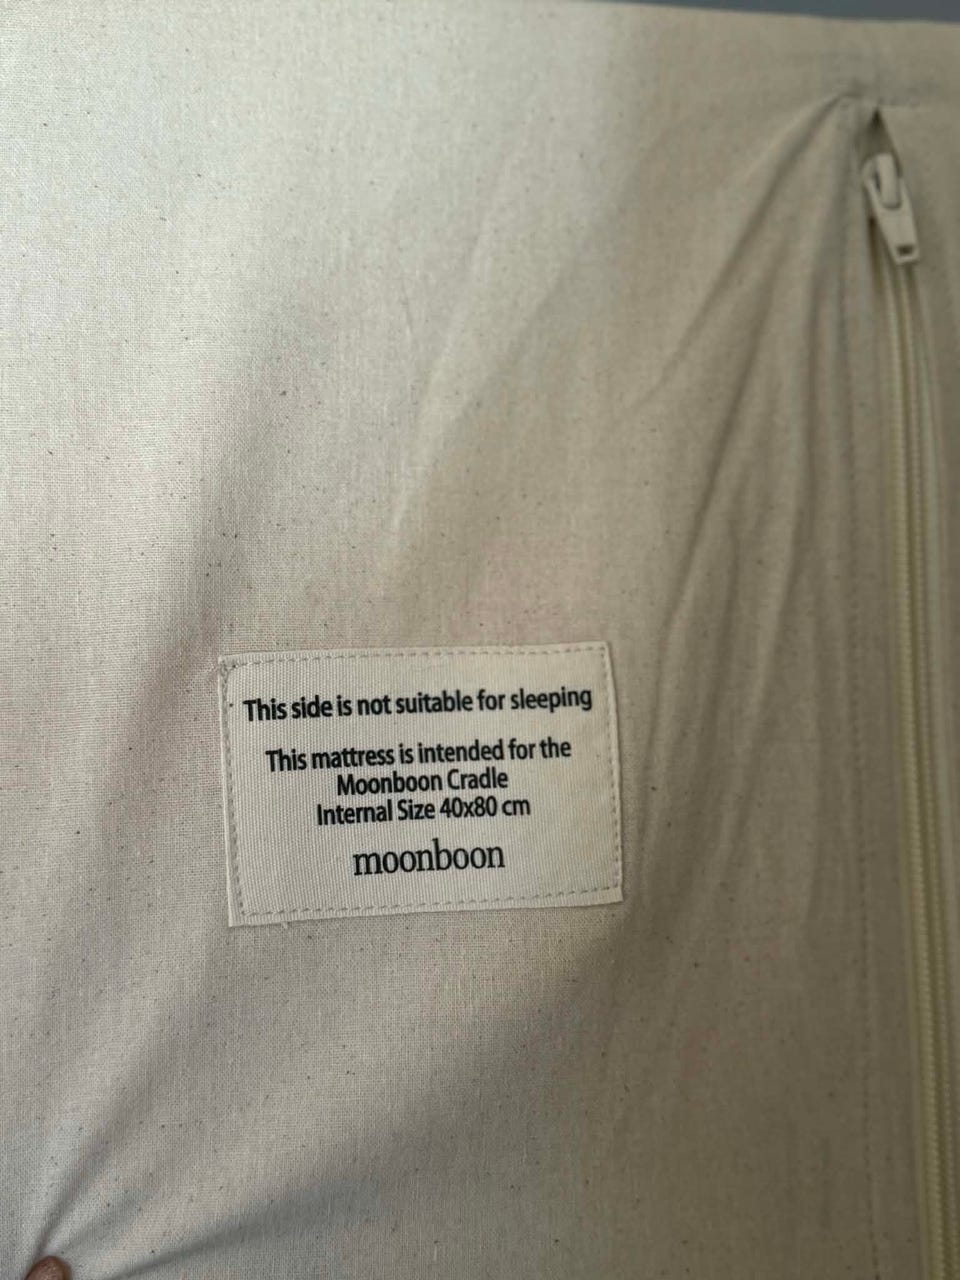 This side is not suitable for sleeping
This mattress is intended for the
Moonboon Cradle
Internal Size 40x80 cm
moonboon